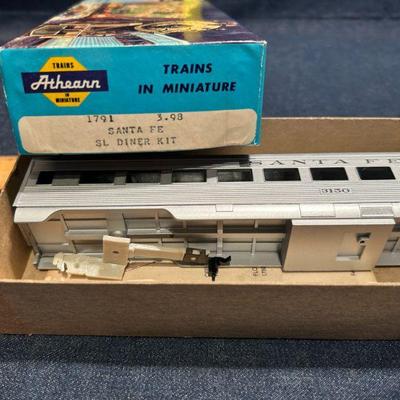 TRAINS
Athearn
IN
MINIATURE
TRAINS
IN MINIATURE
1791 3.98
SANTA FE
SL DINER KIT
SANTA FE
3150